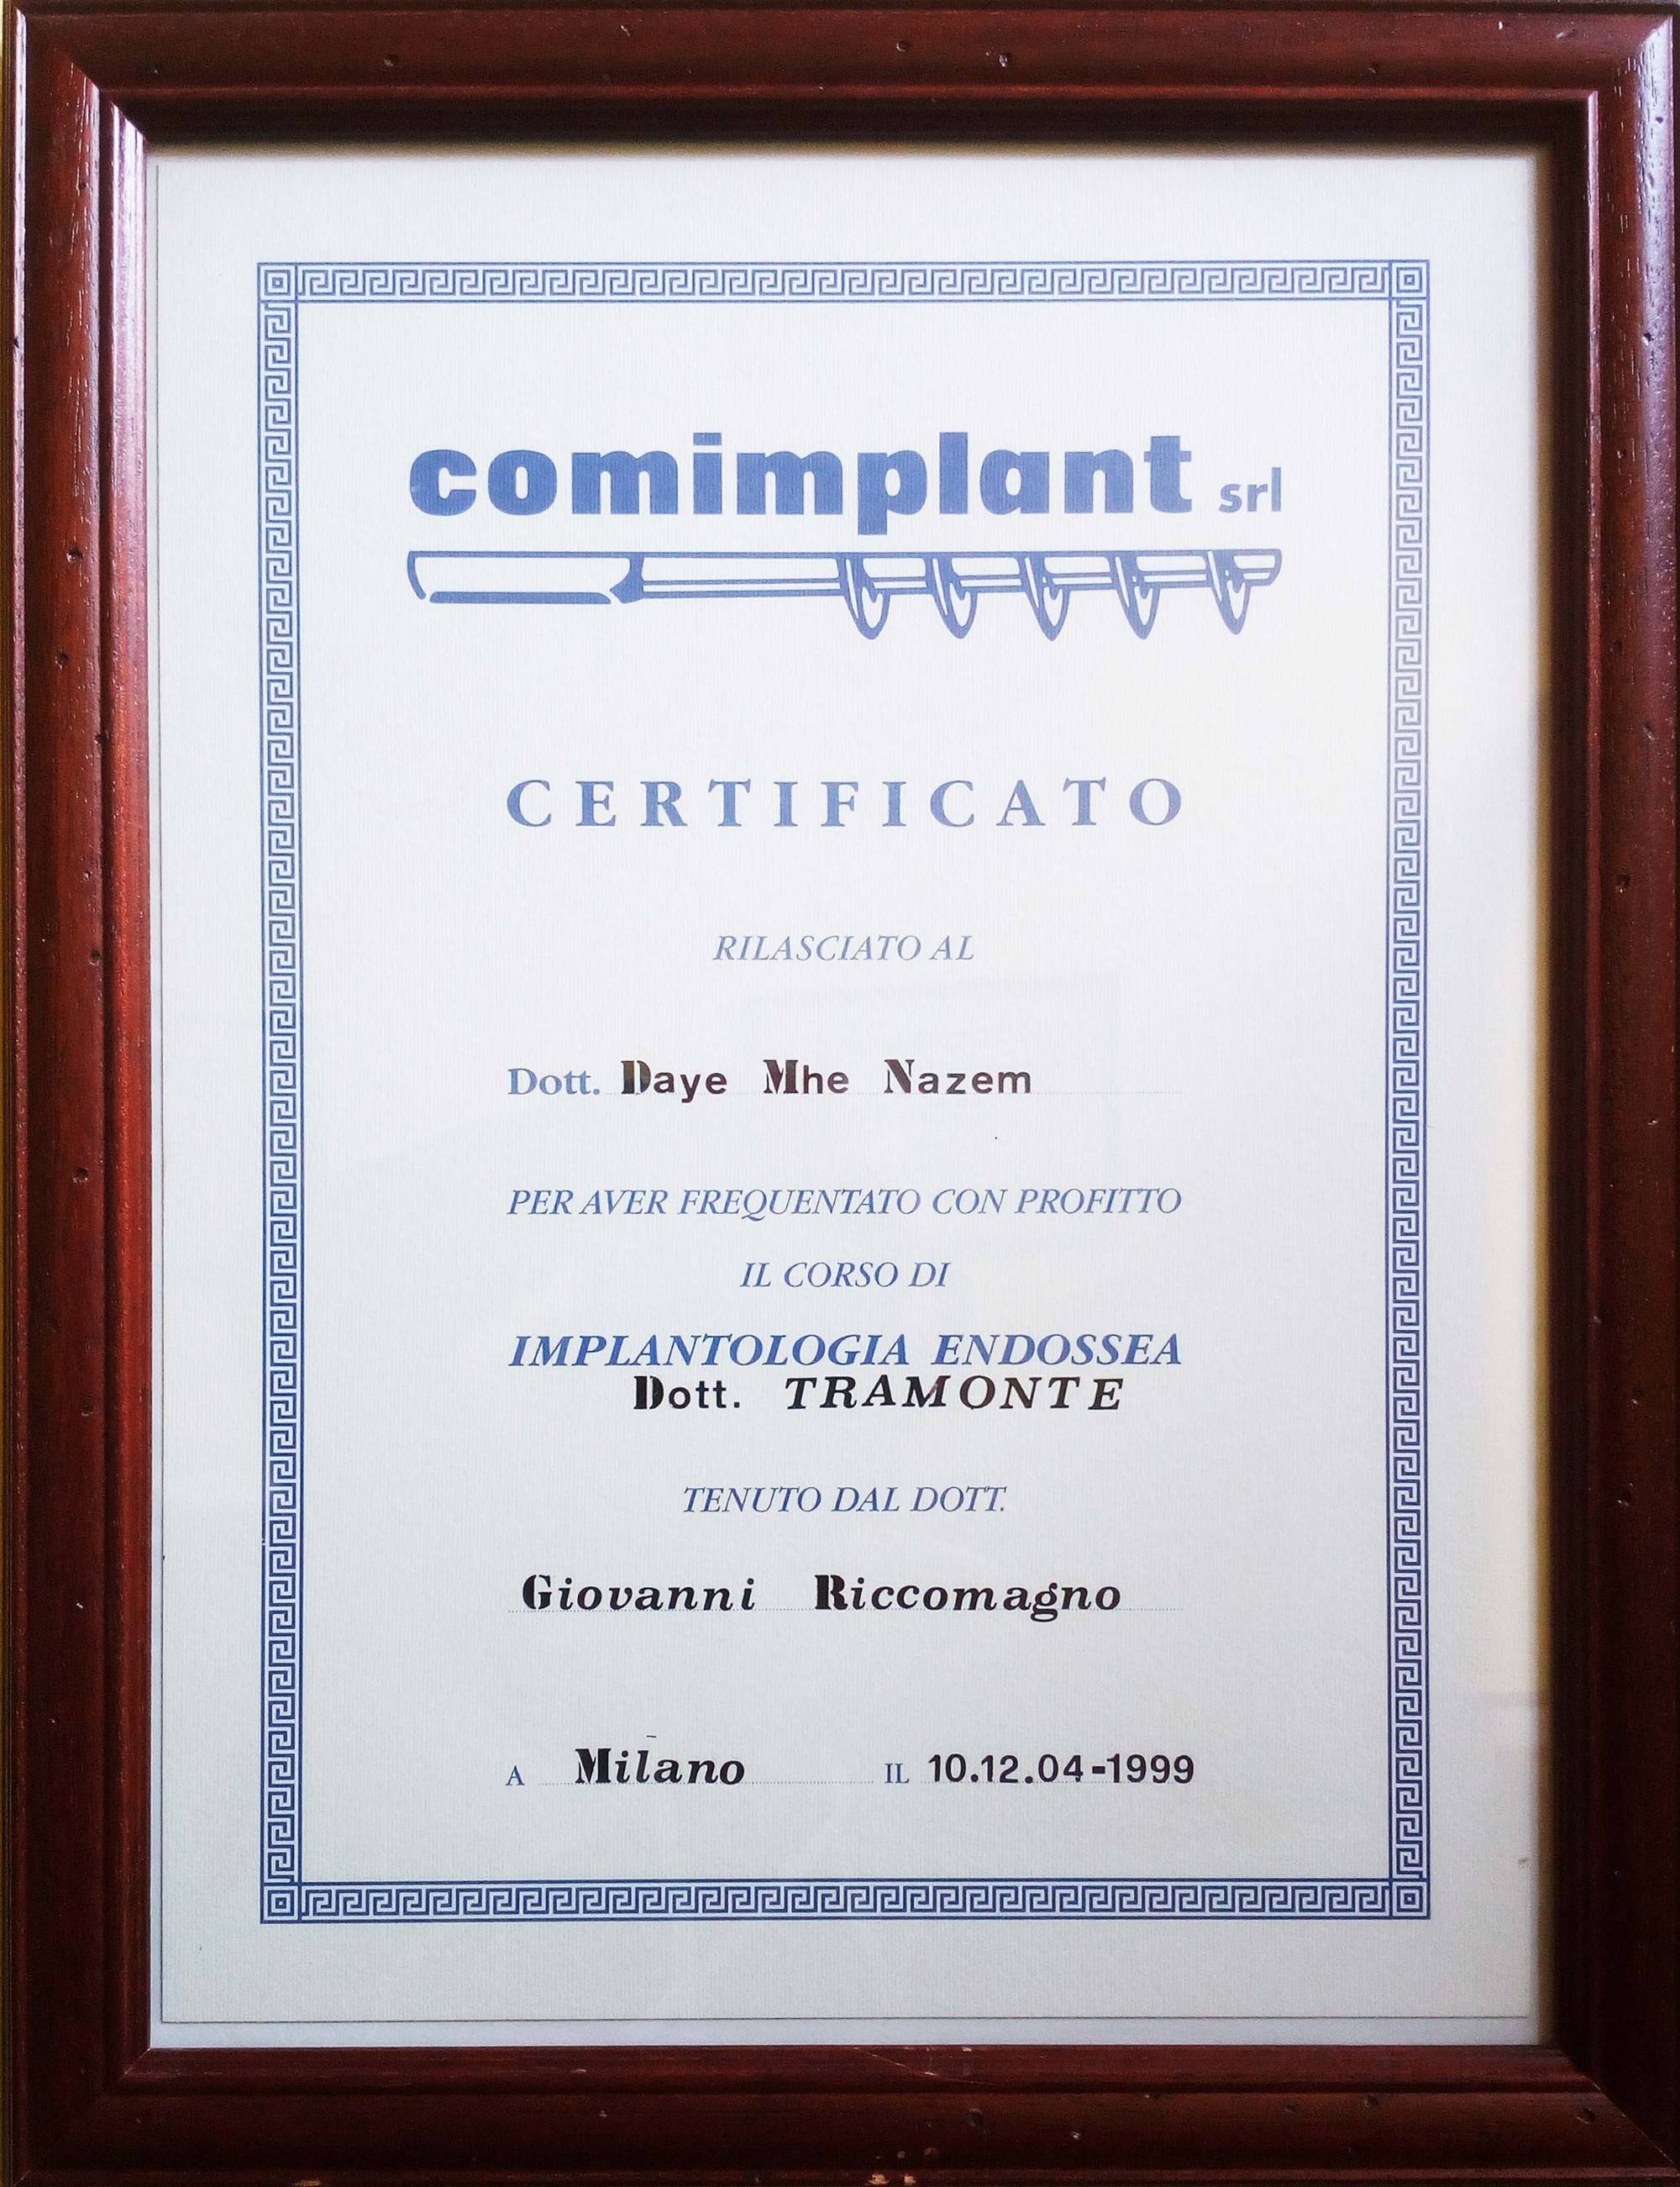 comimplant srl
CERTIFICATO
RILASCIATO AL
Dott. Daye Mhe Nazem
PER AVER FREQUENTATO CON PROFITTO
IL CORSO DI
IMPLANTOLOGIA ENDOSSEA
Dott. TRAMONTE
TENUTO DAL DOTT.
Giovanni Riccomagno
A Milano IL 10.12.04-1999